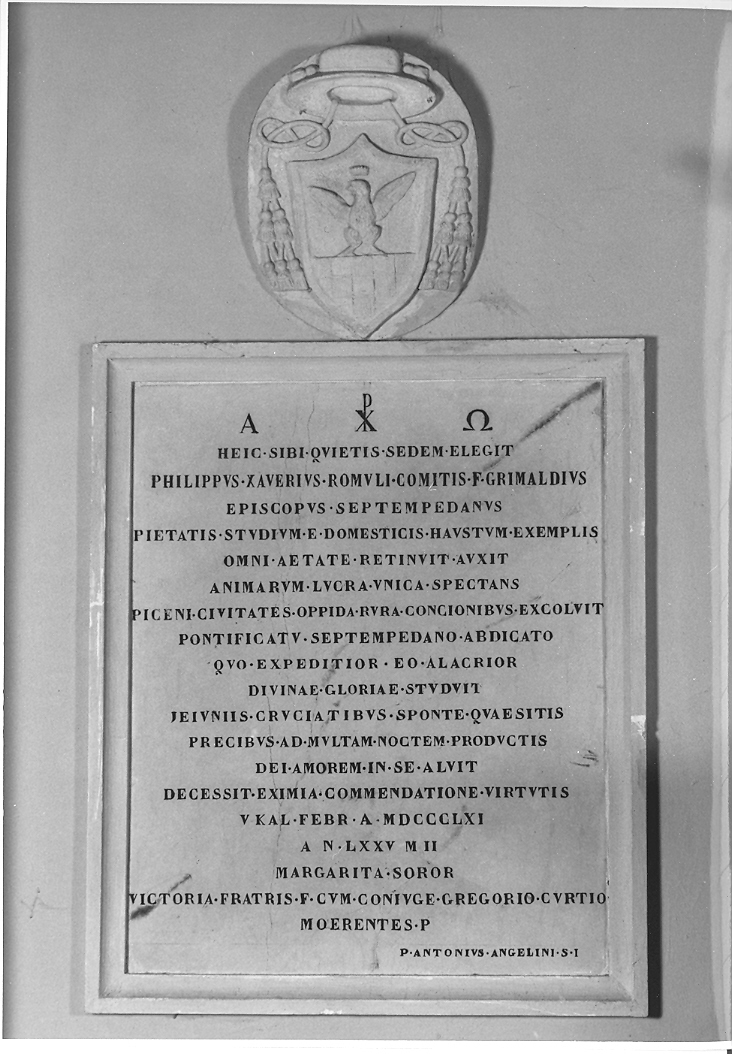 Α ☧ Ω
HEIC·SIBI·QVIETIS·SEDEM·ELEGIT
PHILIPPVS·XAVERIVS·ROMVLI·COMITIS·F·GRIMALDIVS
EPISCOPVS·SEPTEMPEDANVS
PIETATIS·STVDIVM·E·DOMESTICIS·HAVSTVM·EXEMPLIS
OMNI·AETATE·RETINVIT·AVXIT
ANIMARVM·LVCRA·VNICA·SPECTANS
PICENI·CIVITATES·OPPIDA·RVRA·CONCIONIBVS·EXCOLVIT
PONTIFICATV·SEPTEMPEDANO·ABDICATO
QVO·EXPEDITIOR·EO·ALACRIOR
DIVINAE·GLORIAE·STVDVIT
JEIVNIIS·CRVCIATIBVS·SPONTE·QVAESITIS
PRECIBVS·AD·MVLTAM·NOCTEM·PRODVCTIS
DEI·AMOREM·IN·SE·ALVIT
DECESSIT·EXIMIA·COMMENDATIONE·VIRTVTIS
V KAL·FEBR·A·MDCCCLXI
A N·LXXV M II
MARGARITA·SOROR
VICTORIA·FRATRIS·F·CVM·CONIVGE·GREGORIO·CVRTIO
MOERENTES·P
P·ANTONIVS·ANGELINI·S·I